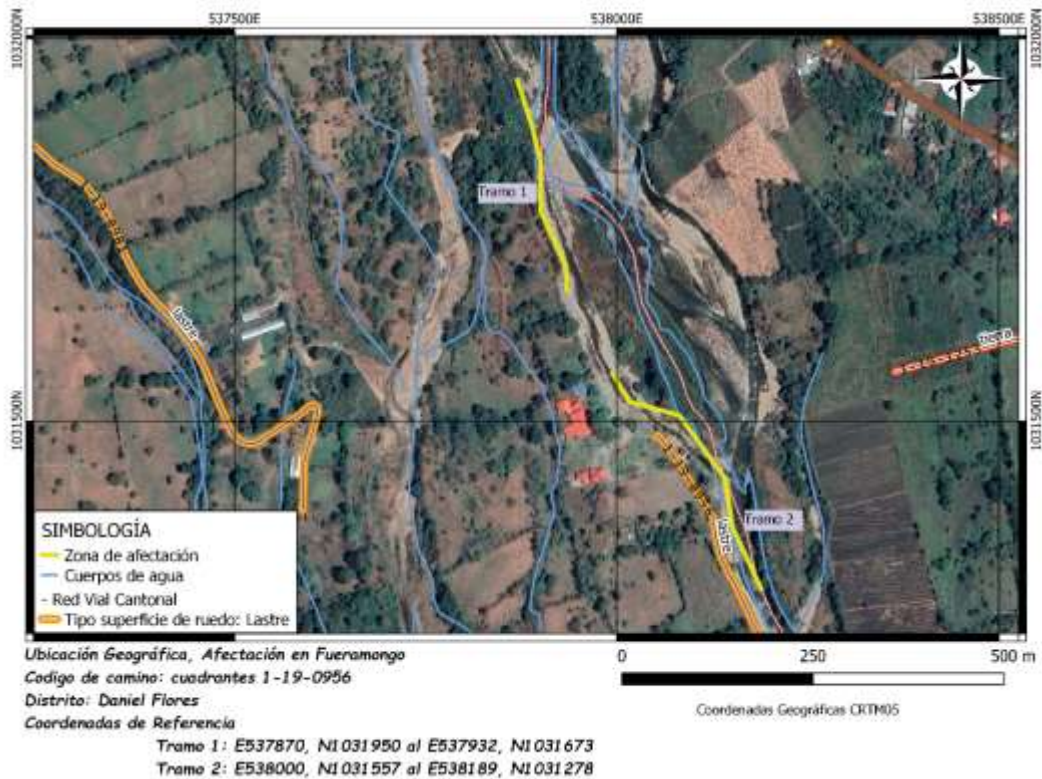 537500E 538000E 538500E
1032000N 1032000N
Tramo 1
lastre
tierra
1031500N 1031500N
Tramo 2
lastre
SIMBOLOGÍA
Zona de afectación
Cuerpos de agua
- Red Vial Cantonal
Tipo superficie de ruedo: Lastre
Ubicación Geográfica, Afectación en Fueramongo
Codigo de camino: cuadrantes 1-19-0956
Distrito: Daniel Flores
Coordenadas de Referencia
Tramo 1: E537870, N1031950 al E537932, N1031673
Tramo 2: E538000, N1031557 al E538189, N1031278
0 250 500 m
Coordenadas Geográficas CRTM05